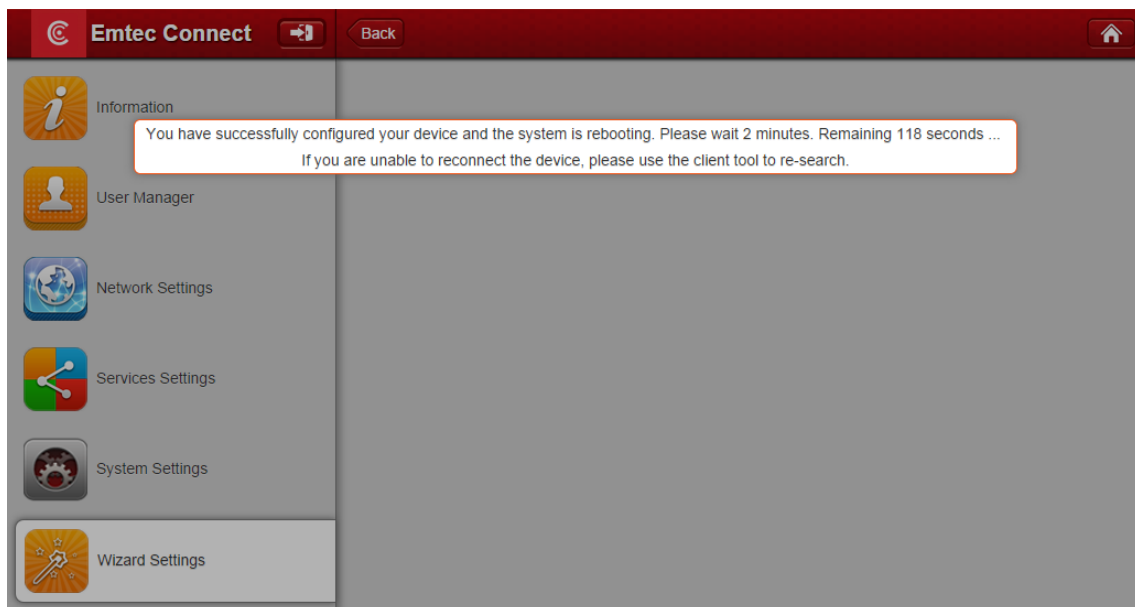 Emtec Connect
Back
Information
You have successfully configured your device and the system is rebooting. Please wait 2 minutes. Remaining 118 seconds ...
If you are unable to reconnect the device, please use the client tool to re-search.
User Manager
Network Settings
Services Settings
System Settings
Wizard Settings